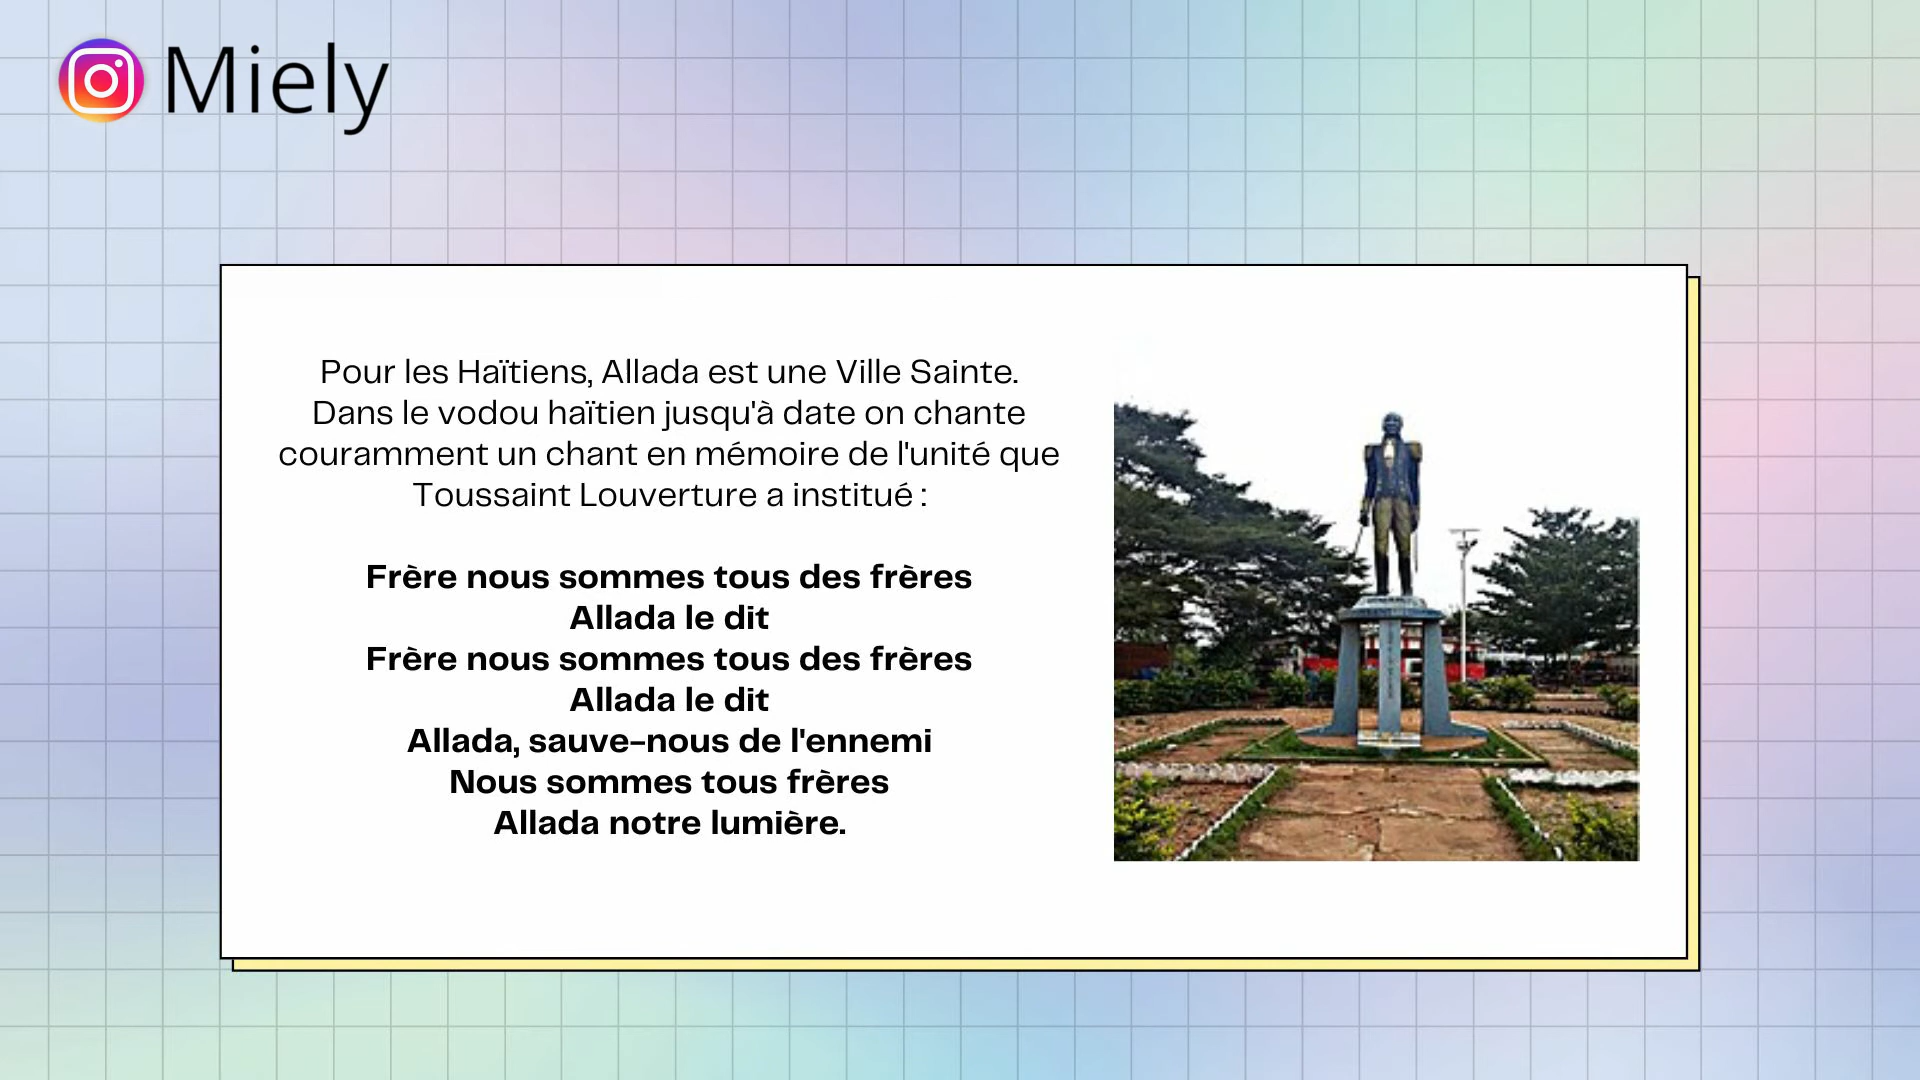 Miely
Pour les Haïtiens, Allada est une Ville Sainte.
Dans le vodou haïtien jusqu'à date on chante
couramment un chant en mémoire de l'unité que
Toussaint Louverture a institué :
Frère nous sommes tous des frères
Allada le dit
Frère nous sommes tous des frères
Allada le dit
Allada, sauve-nous de l'ennemi
Nous sommes tous frères
Allada notre lumière.